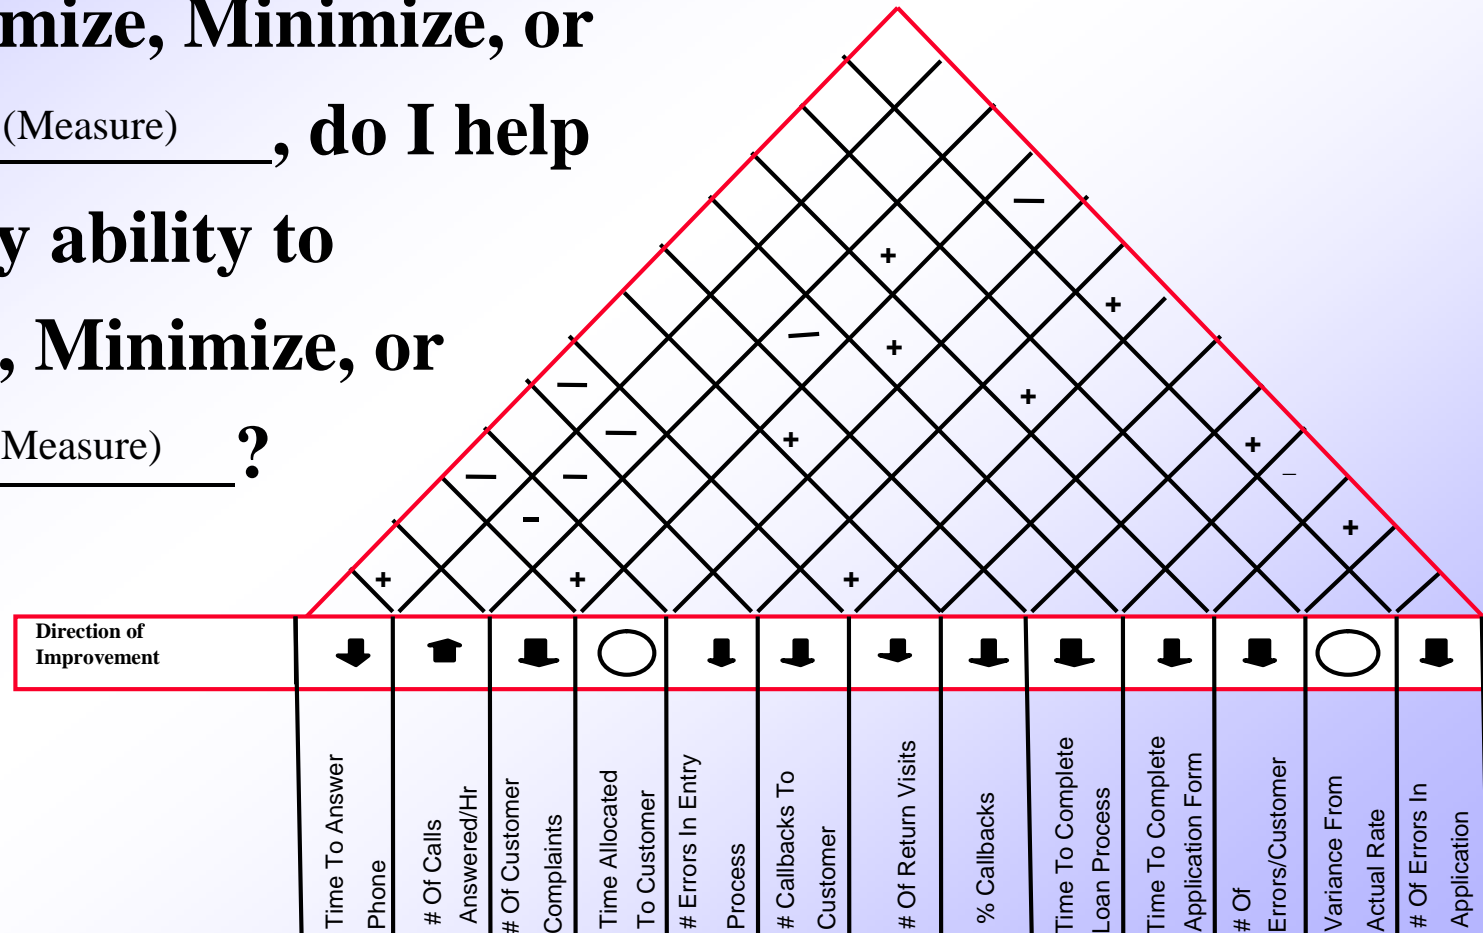 mize, Minimize, or
(Measure) , do I help
y ability to
, Minimize, or
Measure) ?
—
+
+
—
+
—
+
—
+
+
—
—
—
+
-
+
+
+
Direction of
Improvement
Time To Answer
Phone
# Of Calls
Answered/Hr
# Of Customer
Complaints
Time Allocated
To Customer
# Errors In Entry
Process
# Callbacks To
Customer
# Of Return Visits
% Callbacks
Time To Complete
Loan Process
Time To Complete
Application Form
# Of
Errors/Customer
Variance From
Actual Rate
# Of Errors In
Application